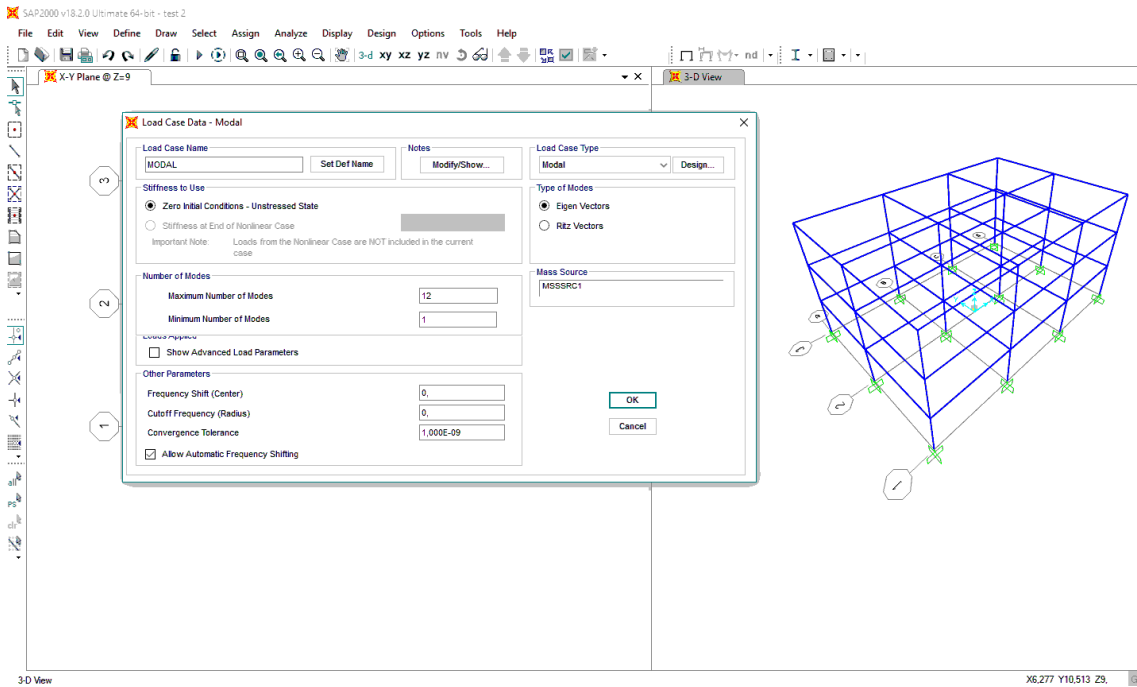 SAP2000 v18.2.0 Ultimate 64-bit - test 2
File Edit View Define Draw Select Assign Analyze Display Design Options Tools Help
3-d xy xz yz nv nd
X-Y Plane @ Z=9
3-D View
Load Case Data - Modal
Load Case Name
MODAL
Set Def Name
Notes
Modify/Show...
Load Case Type
Modal
Design...
Stiffness to Use
Zero Initial Conditions - Unstressed State
Stiffness at End of Nonlinear Case
Important Note: Loads from the Nonlinear Case are NOT included in the current
case
Type of Modes
Eigen Vectors
Ritz Vectors
Number of Modes
Maximum Number of Modes 12
Minimum Number of Modes 1
Mass Source
MSSSRC1
Loads Applied
Show Advanced Load Parameters
Other Parameters
Frequency Shift (Center) 0,
Cutoff Frequency (Radius) 0,
Convergence Tolerance 1,000E-09
Allow Automatic Frequency Shifting
OK
Cancel
3
2
1
all
PS
clr
2
1
3-D View
X6,277 Y10,513 Z9,